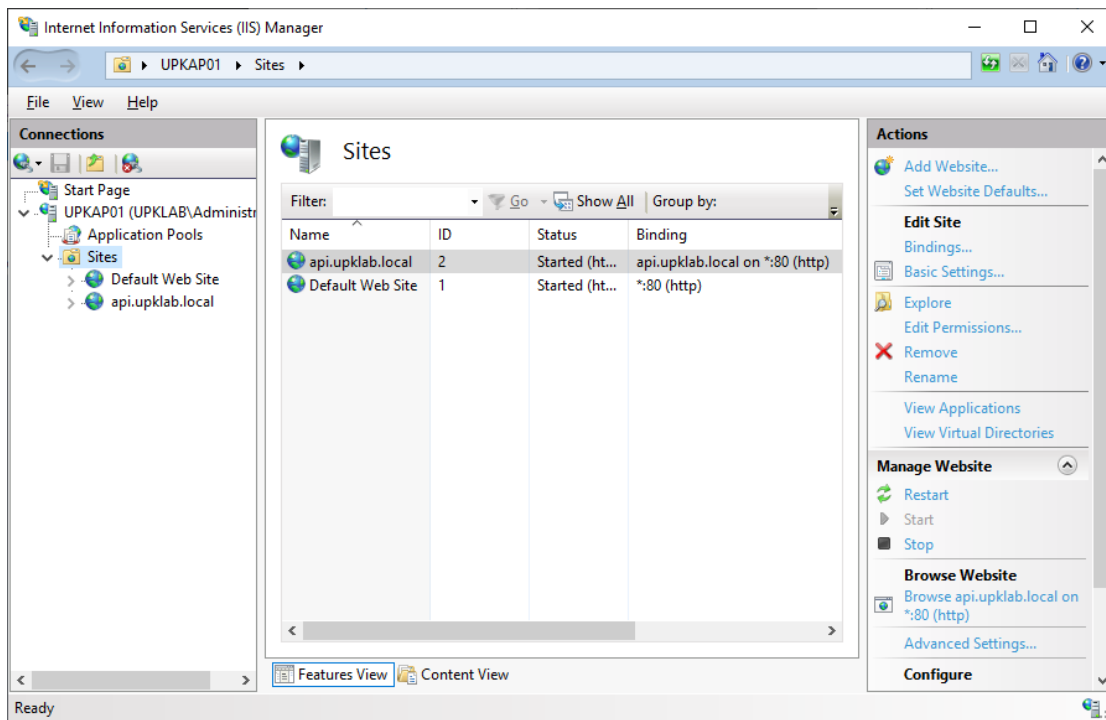 Internet Information Services (IIS) Manager
UPKAP01 Sites
File View Help
Connections
Start Page
UPKAP01 (UPKLAB\Administr
Application Pools
Sites
Default Web Site
api.upklab.local
Sites
Filter: Go Show All Group by:
Name ID Status Binding
api.upklab.local 2 Started (ht... api.upklab.local on *:80 (http)
Default Web Site 1 Started (ht... *:80 (http)
Features View Content View
Actions
Add Website...
Set Website Defaults...
Edit Site
Bindings...
Basic Settings...
Explore
Edit Permissions...
Remove
Rename
View Applications
View Virtual Directories
Manage Website
Restart
Start
Stop
Browse Website
Browse api.upklab.local on
*:80 (http)
Advanced Settings...
Configure
Ready